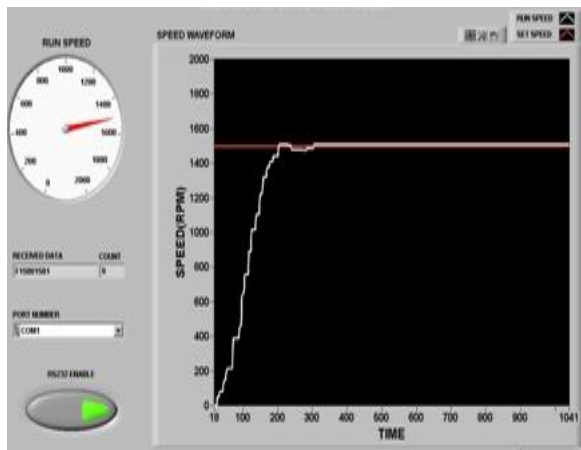 RUN SPEED
SET SPEED
SPEED WAVEFORM
RUN SPEED
0
200
400
600
800
1000
1200
1400
1600
1800
2000
RECEIVED DATA
COUNT
PORT NUMBER
COM1
RS232 ENABLE
SPEED(RPM)
2000
1800
1600
1400
1200
1000
800
600
400
200
0
10 100 200 300 400 500 600 700 800 900 1041
TIME